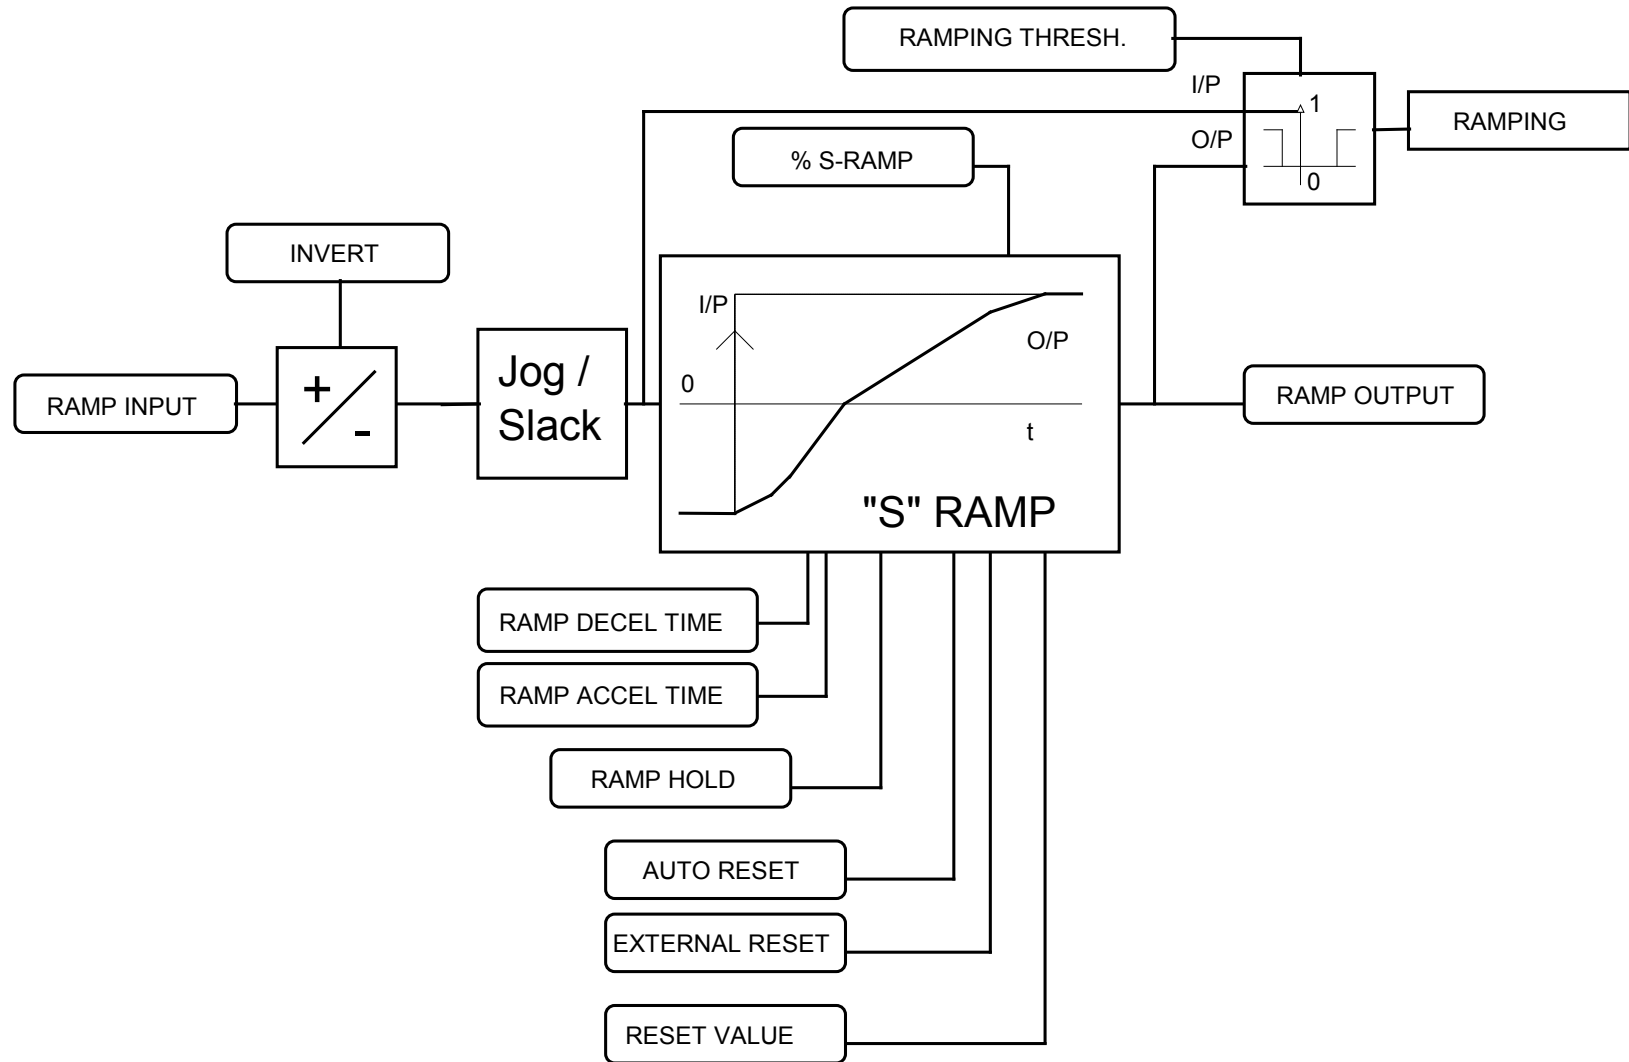 RAMPING THRESH.
I/P
1
RAMPING
O/P
0
% S-RAMP
INVERT
I/P
O/P
Jog /
Slack
0
RAMP INPUT
+
-
RAMP OUTPUT
t
"S" RAMP
RAMP DECEL TIME
RAMP ACCEL TIME
RAMP HOLD
AUTO RESET
EXTERNAL RESET
RESET VALUE